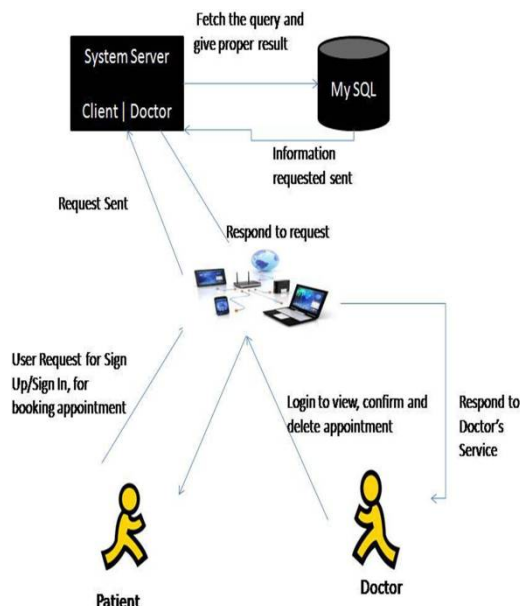 Fetch the query and
give proper result
System Server
Client | Doctor
My SQL
Information
requested sent
Request Sent
Respond to request
User Request for Sign
Up/Sign In, for
booking appointment
Login to view, confirm and
delete appointment
Respond to
Doctor's
Service
Patient
Doctor